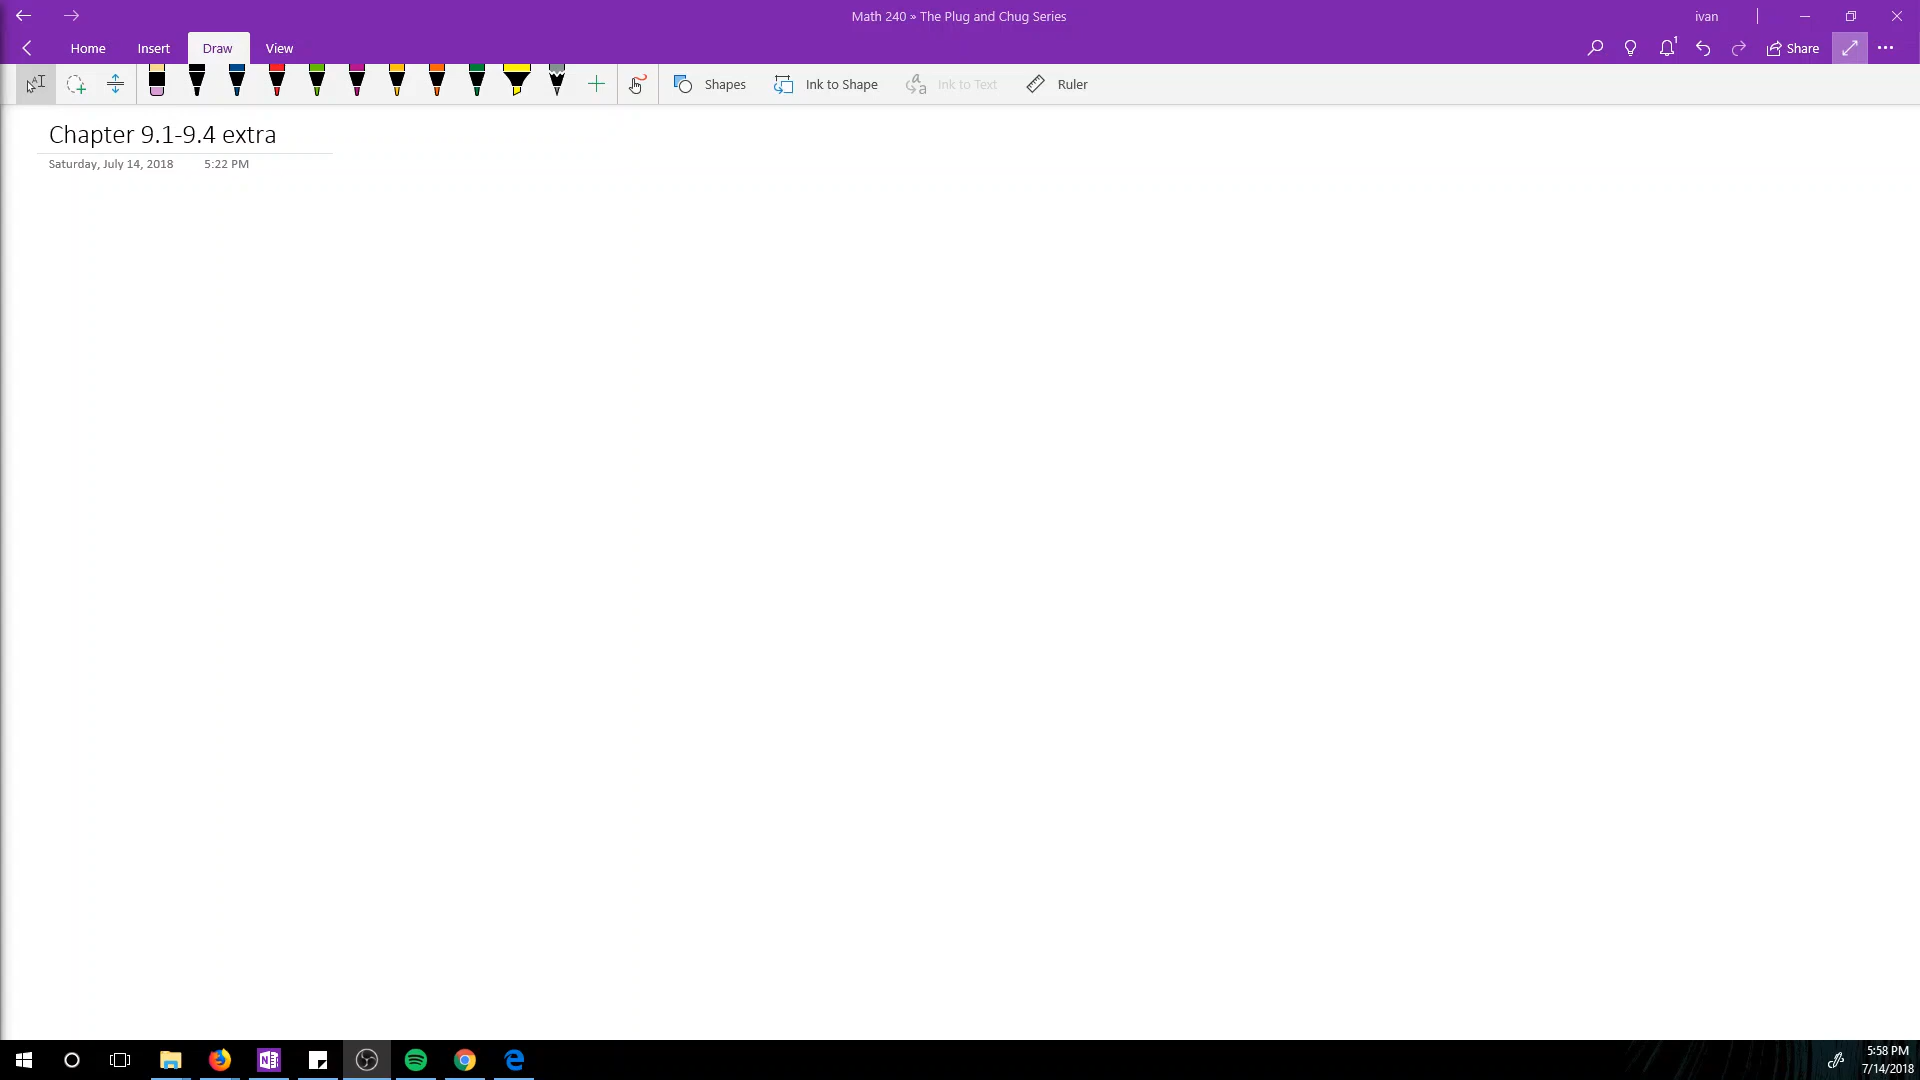 Math 240 » The Plug and Chug Series
ivan
Home Insert Draw View
1 Share
Shapes Ink to Shape Ink to Text Ruler
Chapter 9.1-9.4 extra
Saturday, July 14, 2018 5:22 PM
5:58 PM
7/14/2018